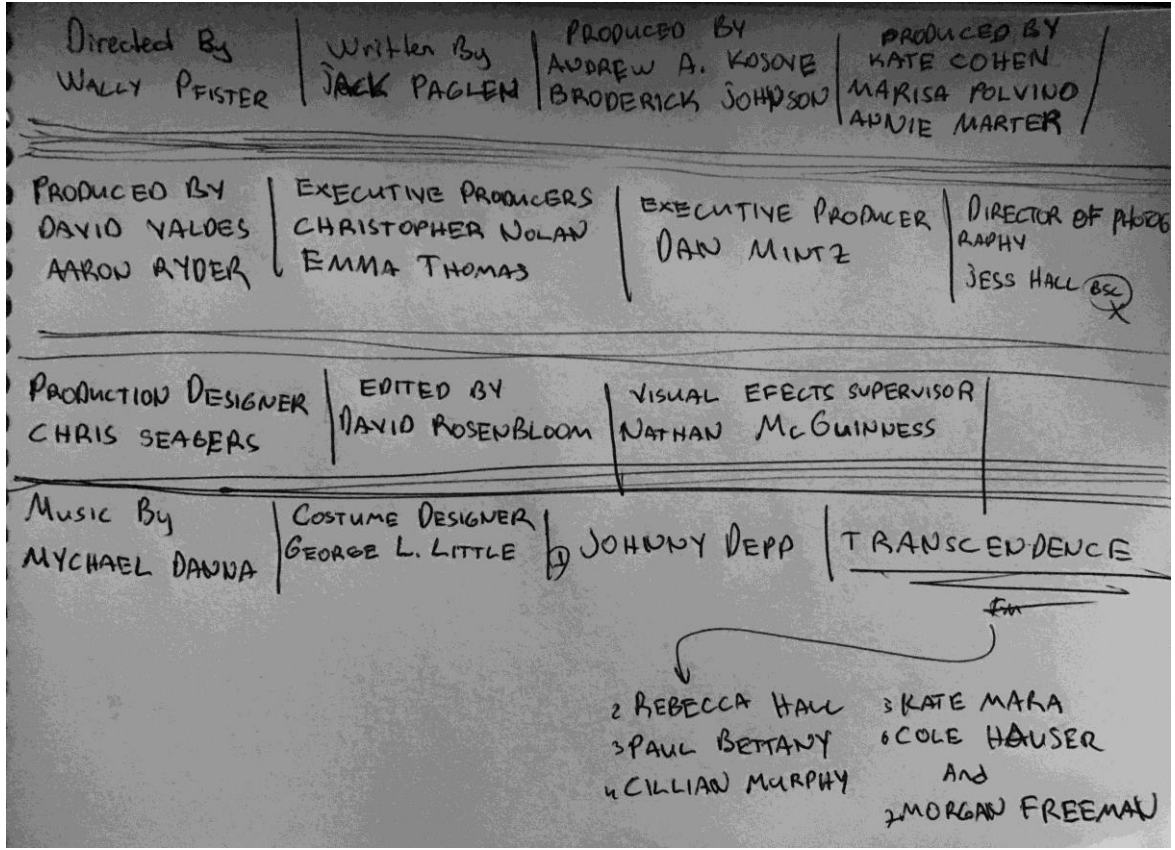 Directed By
WALLY PFISTER
Written By
JACK PAGLEN
PRODUCED BY
ANDREW A. KOSOVE
BRODERICK JOHNSON
PRODUCED BY
KATE COHEN
MARISA POLVINO
ANNIE MARTER
PRODUCED BY
DAVID VALDES
AARON RYDER
EXECUTIVE PRODUCERS
CHRISTOPHER NOLAN
EMMA THOMAS
EXECUTIVE PRODUCER
DAN MINTZ
DIRECTOR OF PHOTOG
RAPHY
JESS HALL BSC
X
PRODUCTION DESIGNER
CHRIS SEAGERS
EDITED BY
DAVID ROSENBLOOM
VISUAL EFECTS SUPERVISOR
NATHAN McGUINNESS
Music By
MYCHAEL DANNA
COSTUME DESIGNER
GEORGE L. LITTLE
1 JOHNNY DEPP
TRANSCENDENCE
2 REBECCA HALL
3 PAUL BETTANY
4 CILLIAN MURPHY
3 KATE MARA
6 COLE HAUSER
And
7 MORGAN FREEMAN